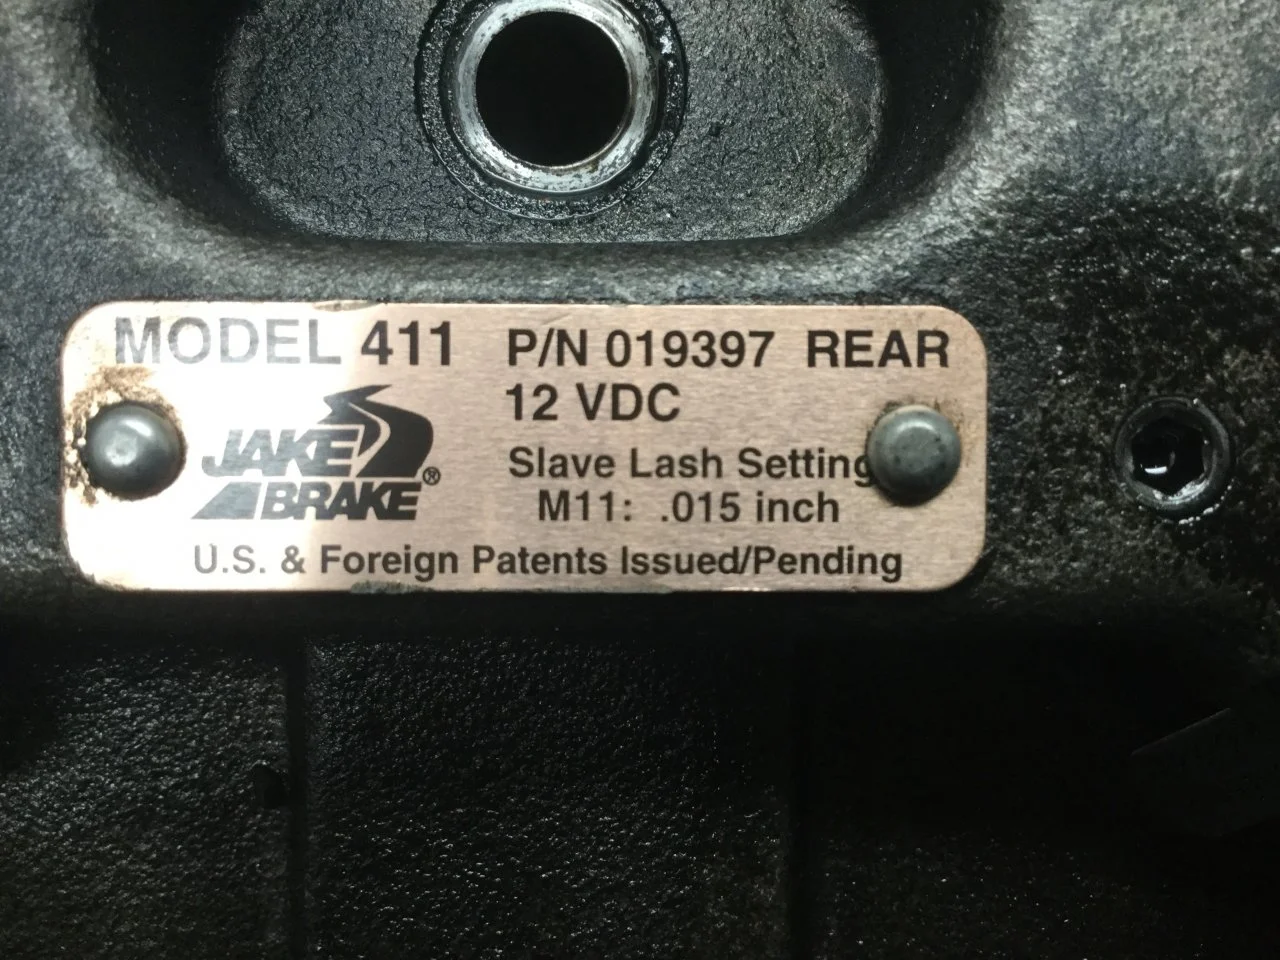 MODEL 411 P/N 019397 REAR
12 VDC
JAKE
BRAKE®
Slave Lash Setting
M11: .015 inch
U.S. & Foreign Patents Issued/Pending